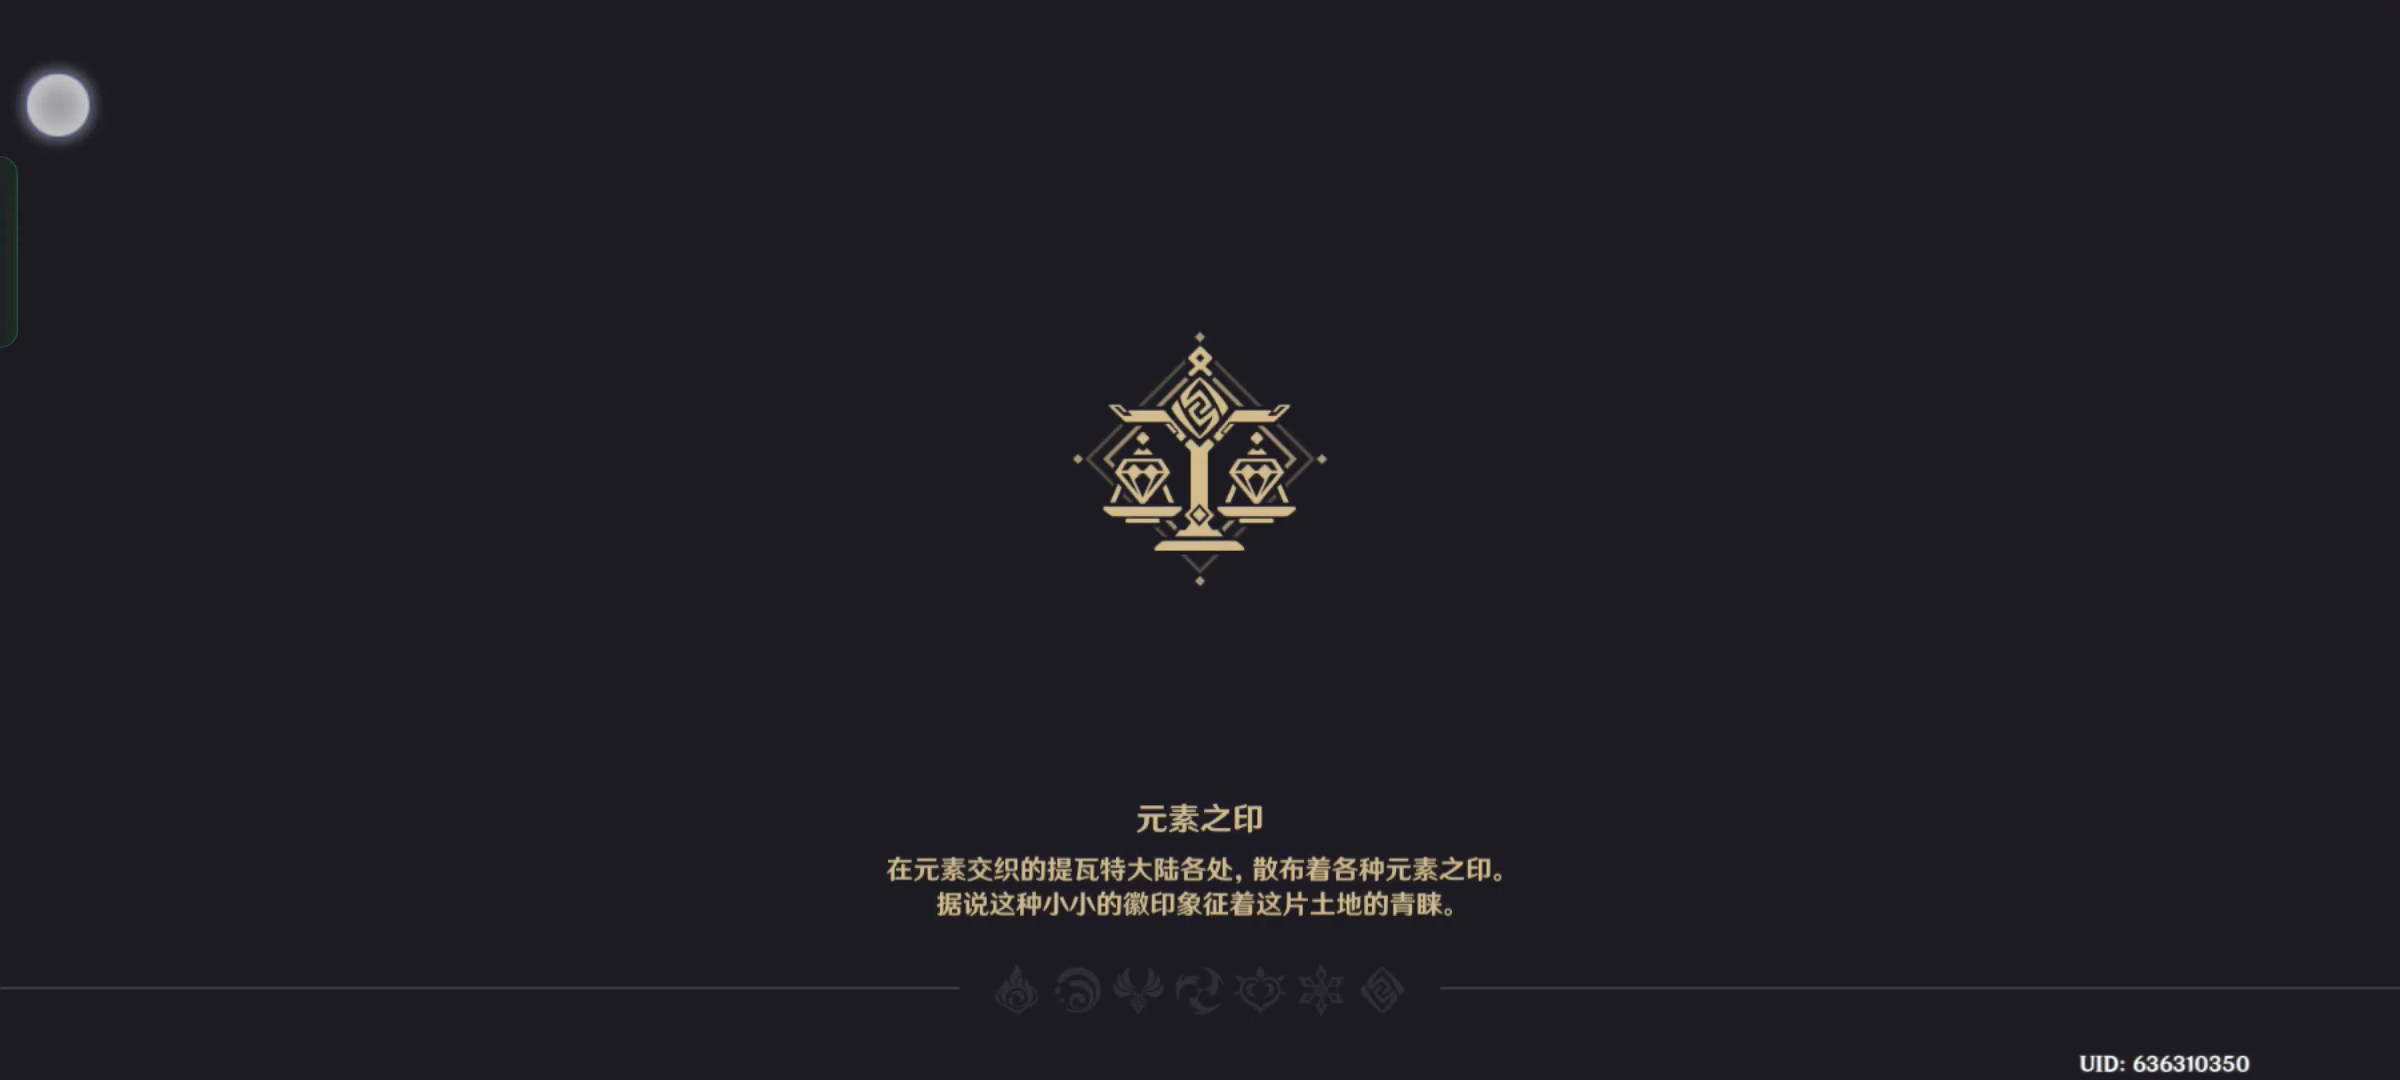 元素之印
在元素交织的提瓦特大陆各处，散布着各种元素之印。
据说这种小小的徽印象征着这片土地的青睐。
UID: 636310350